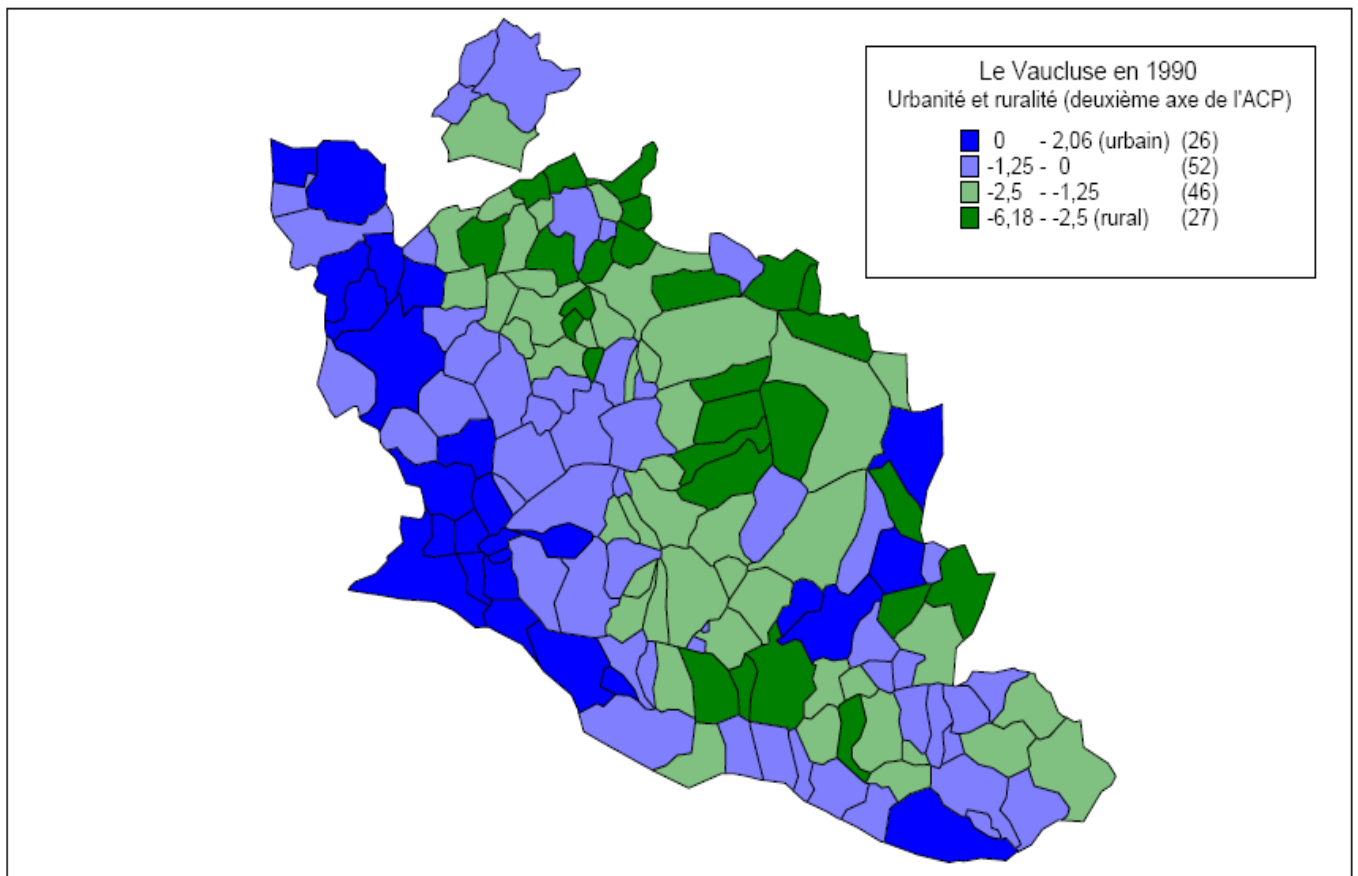 Le Vaucluse en 1990
Urbanité et ruralité (deuxième axe de l'ACP)
0 - 2,06 (urbain) (26)
-1,25 - 0 (52)
-2,5 - -1,25 (46)
-6,18 - -2,5 (rural) (27)